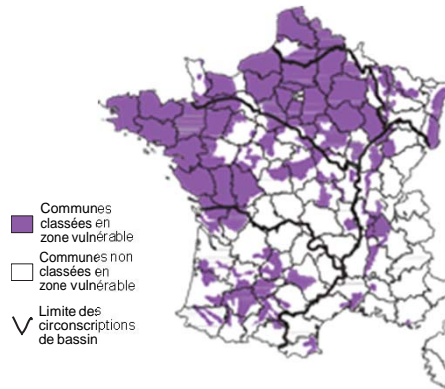 Communes
classées en
zone vulnérable
Communes non
classées en
zone vulnérable
Limite des
circonscriptions
de bassin